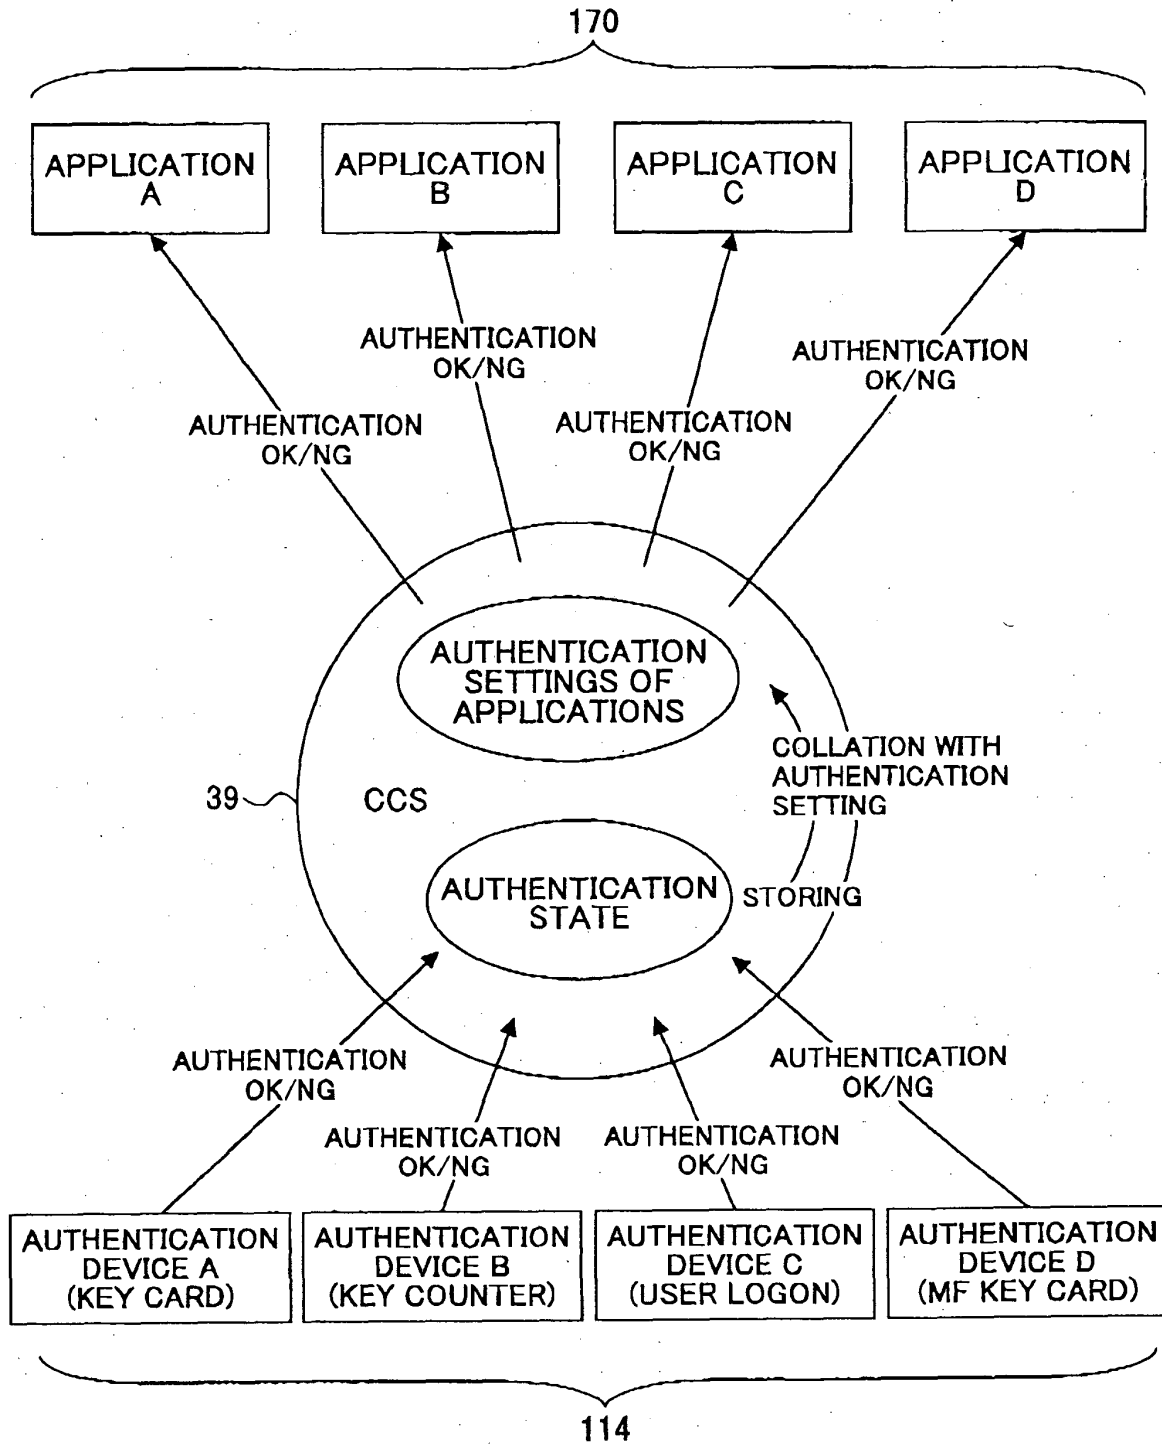 170
APPLICATION
A
APPLICATION
B
APPLICATION
C
APPLICATION
D
AUTHENTICATION
OK/NG
AUTHENTICATION
OK/NG
AUTHENTICATION
OK/NG
AUTHENTICATION
OK/NG
AUTHENTICATION
SETTINGS OF
APPLICATIONS
COLLATION WITH
AUTHENTICATION
SETTING
39
CCS
AUTHENTICATION
STATE
STORING
AUTHENTICATION
OK/NG
AUTHENTICATION
OK/NG
AUTHENTICATION
OK/NG
AUTHENTICATION
OK/NG
AUTHENTICATION
DEVICE A
(KEY CARD)
AUTHENTICATION
DEVICE B
(KEY COUNTER)
AUTHENTICATION
DEVICE C
(USER LOGON)
AUTHENTICATION
DEVICE D
(MF KEY CARD)
114